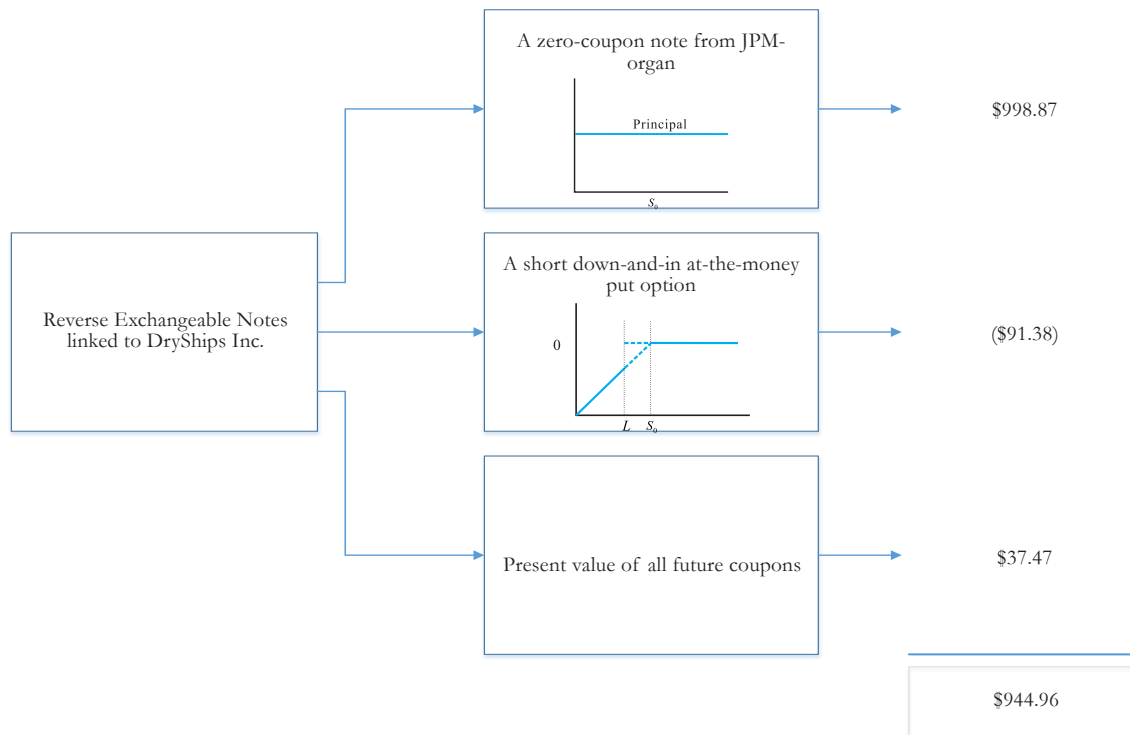 A zero-coupon note from JPM-
organ
Principal
S₀
$998.87
Reverse Exchangeable Notes
linked to DryShips Inc.
A short down-and-in at-the-money
put option
0
L S₀
($91.38)
Present value of all future coupons
$37.47
$944.96